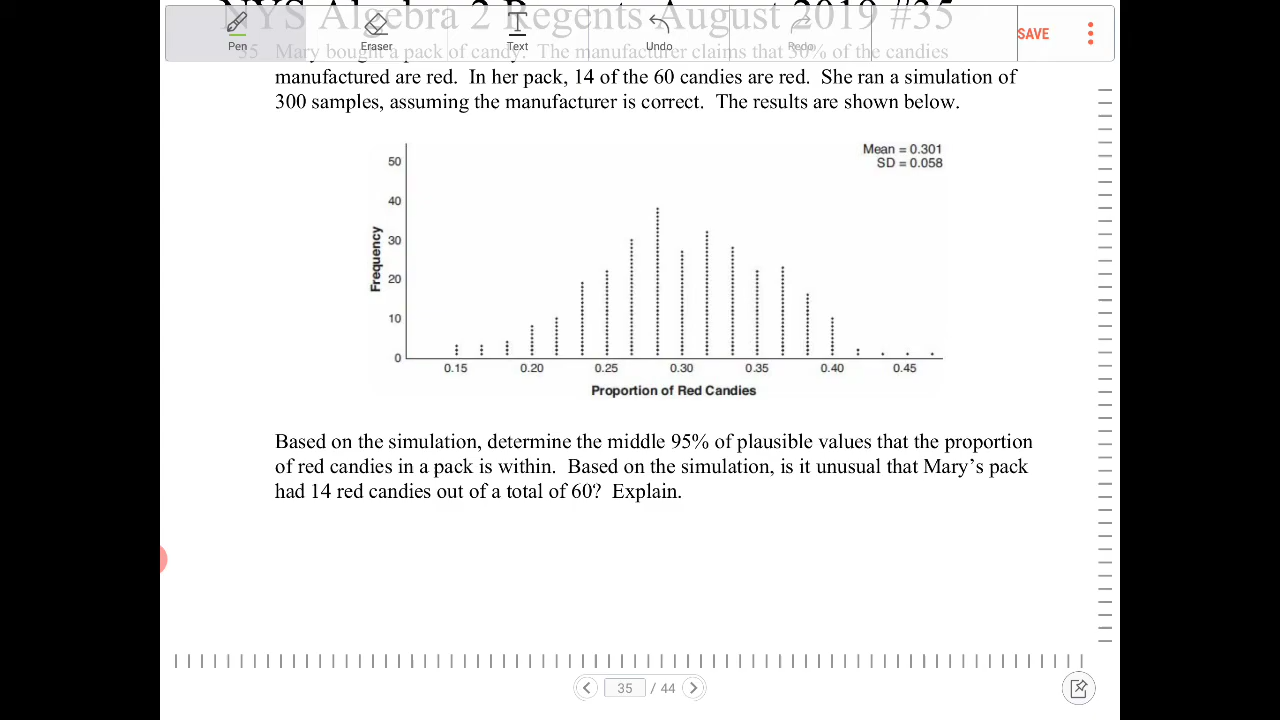 NYS Algebra 2 Regents August 2019 #35
Pen
Eraser
Text
Undo
Redo
SAVE
35 Mary bought a pack of candy. The manufacturer claims that 30% of the candies
manufactured are red. In her pack, 14 of the 60 candies are red. She ran a simulation of
300 samples, assuming the manufacturer is correct. The results are shown below.
Mean = 0.301
SD = 0.058
50
40
30
20
10
0
Frequency
0.15 0.20 0.25 0.30 0.35 0.40 0.45
Proportion of Red Candies
Based on the simulation, determine the middle 95% of plausible values that the proportion
of red candies in a pack is within. Based on the simulation, is it unusual that Mary's pack
had 14 red candies out of a total of 60? Explain.
35 / 44